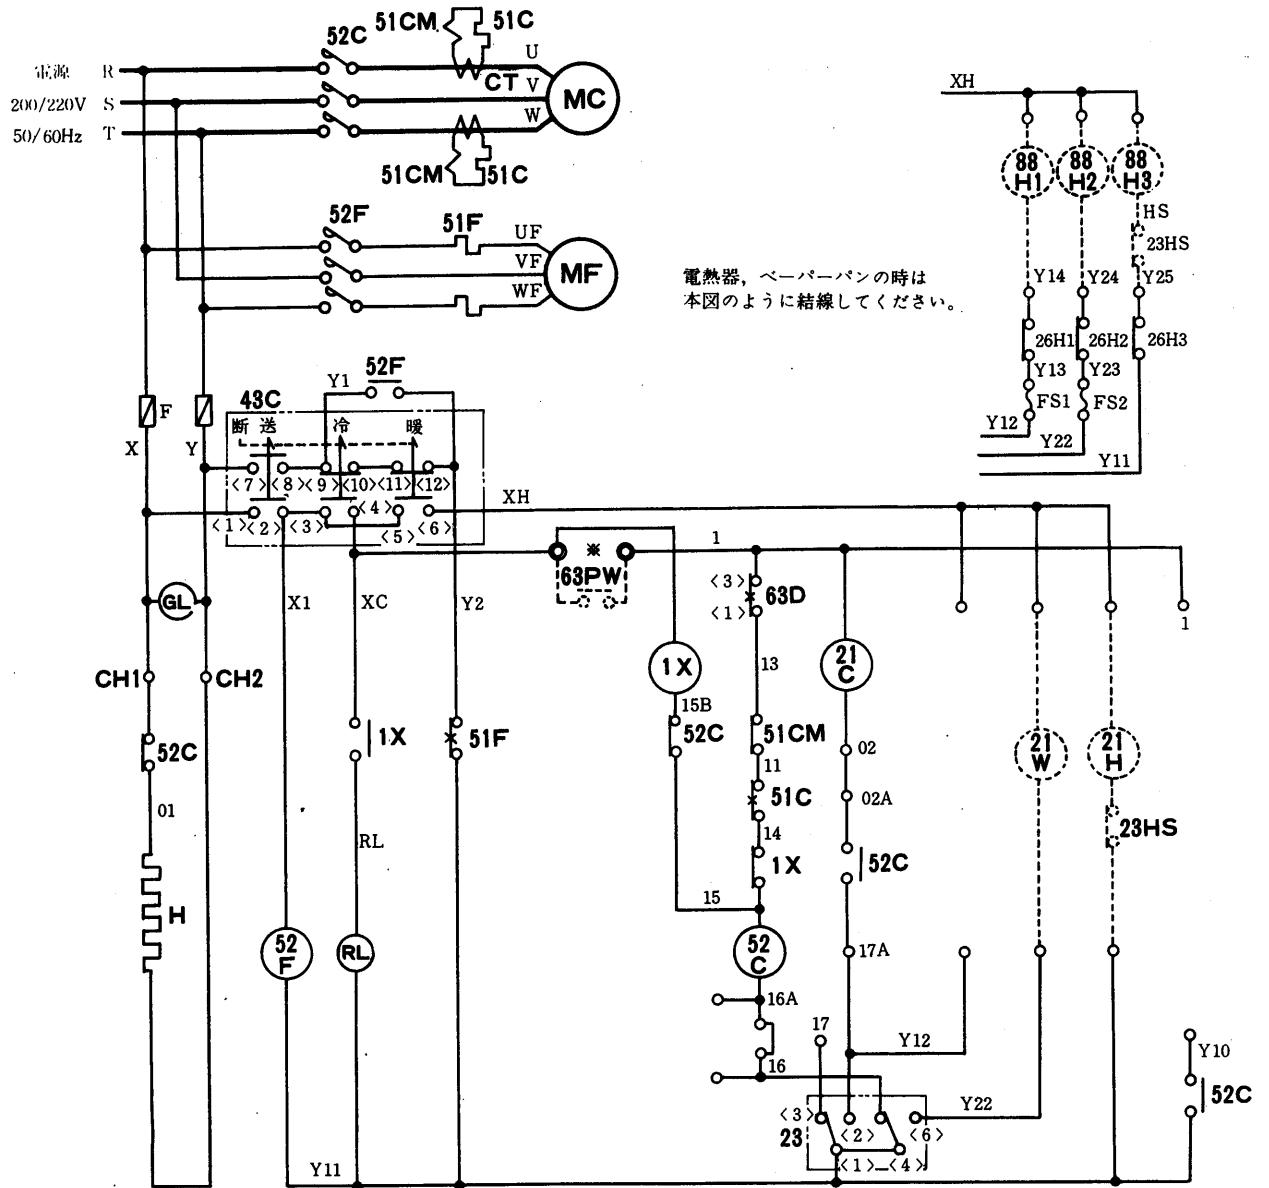 51CM 51C
52C
U
電源 R
CT V
MC
200/220V S
W
50/60Hz T
51CM 51C
XH
88 H1
88 H2
88 H3
HS
23HS
52F
51F
UF
VF
MF
WF
電熱器，ペーパーパンの時は
本図のように結線してください。
Y14 Y24 Y25
26H1 26H2 26H3
Y13 Y23
FS1 FS2
Y12
Y22
Y11
52F
Y1
43C
F
断 送 冷 暖
X Y
<7> <8> <9> <10> <11> <12>
<1> <2> <3> <4> <5> <6>
XH
※
63PW
1
<3>
63D
<1>
GL
X1 XC Y2
1
CH1 CH2
1X
13
21 C
15B
52C
1X
51F
52C
51CM
02
21 W
21 H
11
01
51C
02A
23HS
14
RL
1X
52C
15
H
52 F
RL
52 C
17A
16A
17
Y12
16
Y10
52C
Y22
<3> <2> <6>
23
<1> <4>
Y11